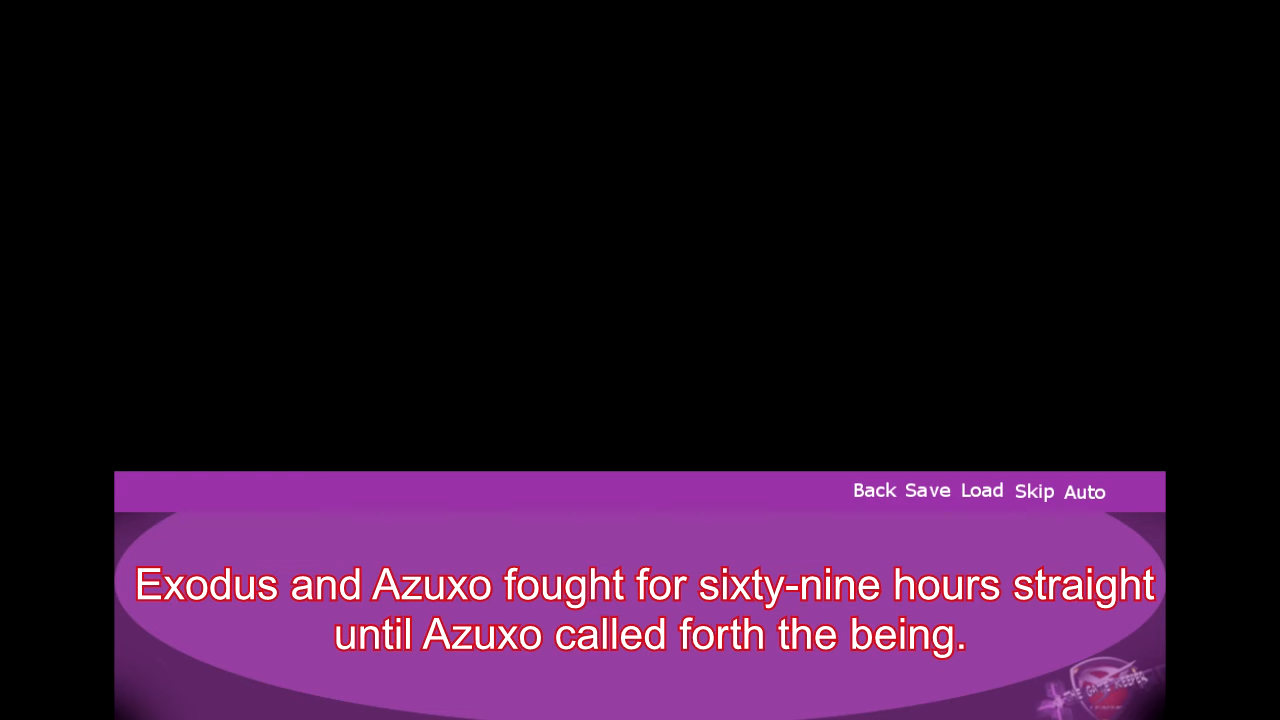 Back Save Load Skip Auto
Exodus and Azuxo fought for sixty-nine hours straight
until Azuxo called forth the being.